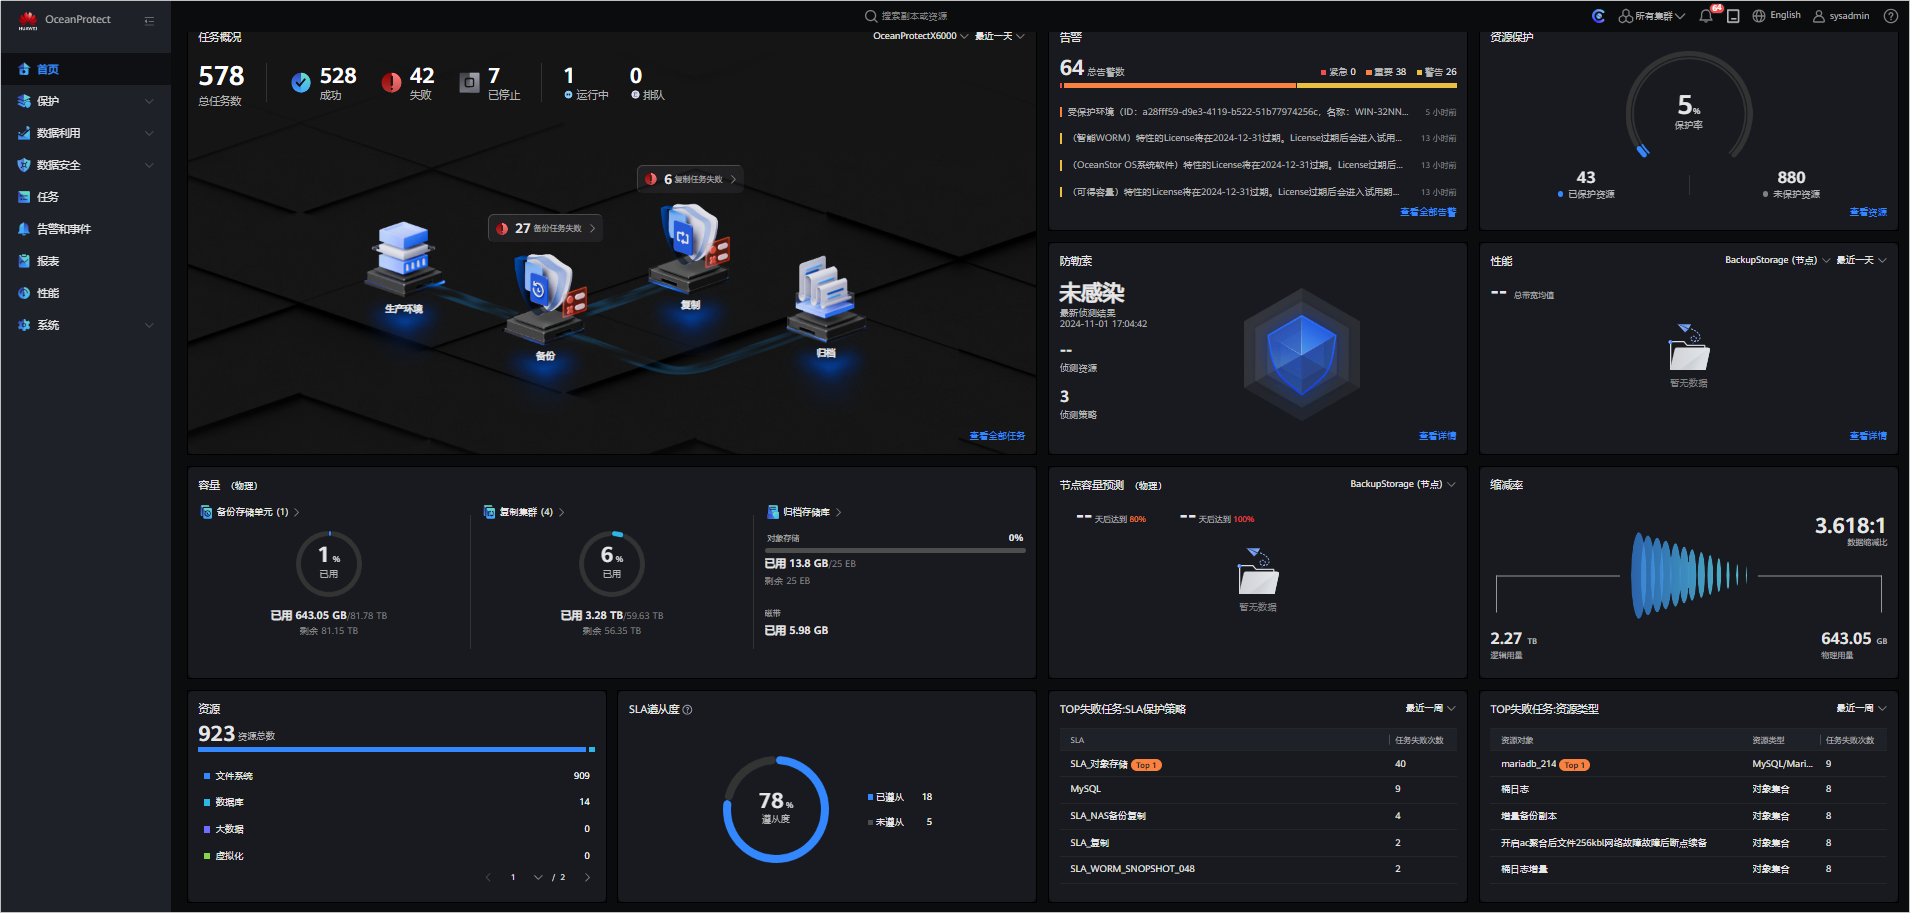 HUAWEI
OceanProtect
搜索副本或资源
所有集群
64
English
sysadmin
首页
保护
数据利用
数据安全
任务
告警和事件
报表
性能
系统
任务概况
OceanProtectX6000
最近一天
578
总任务数
528
成功
42
失败
7
已停止
1
运行中
0
排队
6 复制任务失败
27 备份任务失败
生产环境
备份
复制
归档
查看全部任务
告警
64 总告警数
紧急 0
重要 38
警告 26
受保护环境（ID：a28fff59-d9e3-4119-b522-51b77974256c，名称：WIN-32NN...
5 小时前
（智能WORM）特性的License将在2024-12-31过期。License过期后会进入试用...
13 小时前
（OceanStor OS系统软件）特性的License将在2024-12-31过期。License过期后...
13 小时前
（可得容量）特性的License将在2024-12-31过期。License过期后会进入试用期...
13 小时前
查看全部告警
资源保护
5%
保护率
43
已保护资源
880
未保护资源
查看资源
防勒索
未感染
最新侦测结果
2024-11-01 17:04:42
--
侦测资源
3
侦测策略
查看详情
性能
BackupStorage (节点)
最近一天
-- 总带宽均值
暂无数据
查看详情
容量 （物理）
备份存储单元 (1)
1%
已用
已用 643.05 GB/81.78 TB
剩余 81.15 TB
复制集群 (4)
6%
已用
已用 3.28 TB/59.63 TB
剩余 56.35 TB
归档存储库
对象存储
0%
已用 13.8 GB/25 EB
剩余 25 EB
磁带
已用 5.98 GB
节点容量预测 （物理）
BackupStorage (节点)
-- 天后达到 80%
-- 天后达到 100%
暂无数据
缩减率
3.618:1
数据缩减比
2.27 TB
逻辑用量
643.05 GB
物理用量
资源
923 资源总数
文件系统 909
数据库 14
大数据 0
虚拟化 0
1 / 2
SLA遵从度
78%
遵从度
已遵从 18
未遵从 5
TOP失败任务:SLA保护策略
最近一周
SLA 任务失败次数
SLA_对象存储 Top 1 40
MySQL 9
SLA_NAS备份复制 4
SLA_复制 2
SLA_WORM_SNOPSHOT_048 2
TOP失败任务:资源类型
最近一周
资源对象 资源类型 任务失败次数
mariadb_214 Top 1 MySQL/Mari... 9
桶日志 对象集合 8
增量备份副本 对象集合 8
开启ac聚合后文件256kbl网络故障故障后断点续备 对象集合 8
桶日志增量 对象集合 8